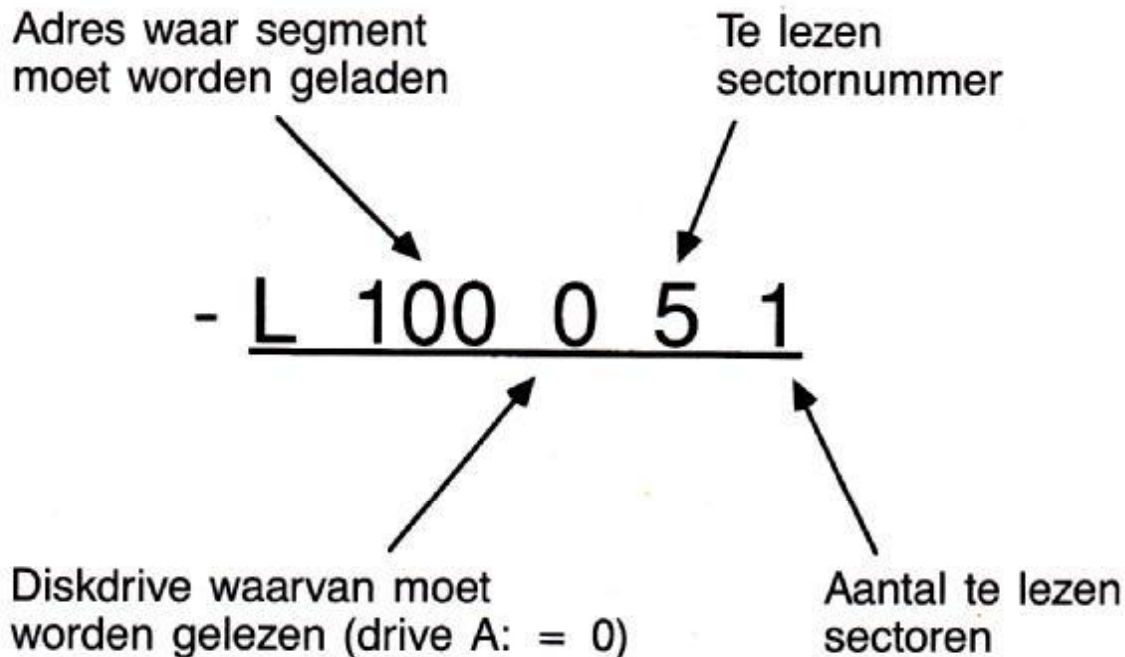 Adres waar segment
moet worden geladen
Te lezen
sectornummer
- L 100 0 5 1
Diskdrive waarvan moet
worden gelezen (drive A: = 0)
Aantal te lezen
sectoren